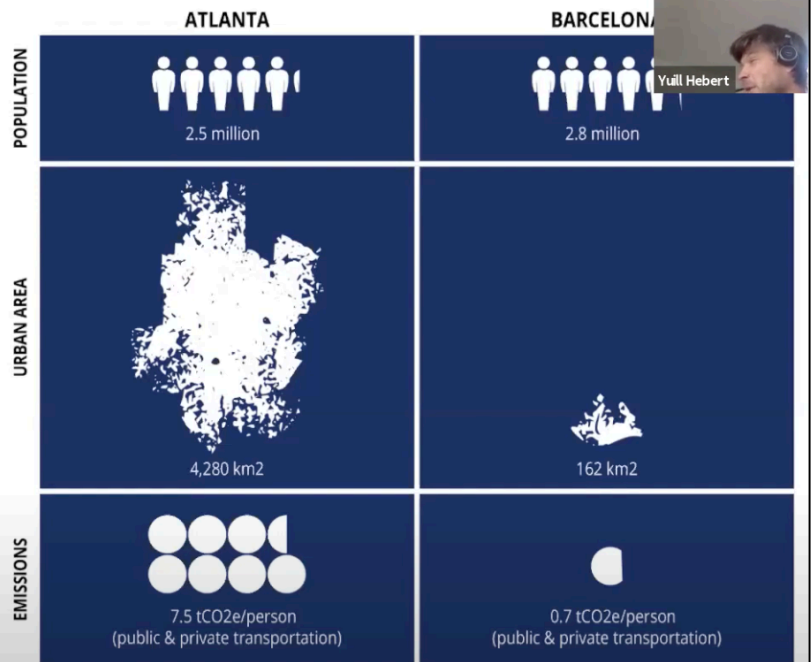 ATLANTA
BARCELONA
Yuill Hebert
POPULATION
2.5 million
2.8 million
URBAN AREA
4,280 km2
162 km2
EMISSIONS
7.5 tCO2e/person
(public & private transportation)
0.7 tCO2e/person
(public & private transportation)